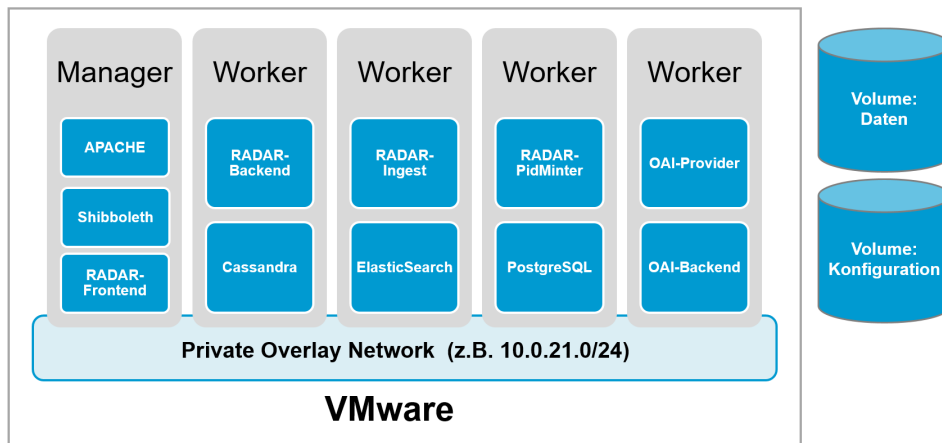 Manager
APACHE
Shibboleth
RADAR-
Frontend
Worker
RADAR-
Backend
Cassandra
Worker
RADAR-
Ingest
ElasticSearch
Worker
RADAR-
PidMinter
PostgreSQL
Worker
OAI-Provider
OAI-Backend
Private Overlay Network (z.B. 10.0.21.0/24)
VMware
Volume:
Daten
Volume:
Konfiguration